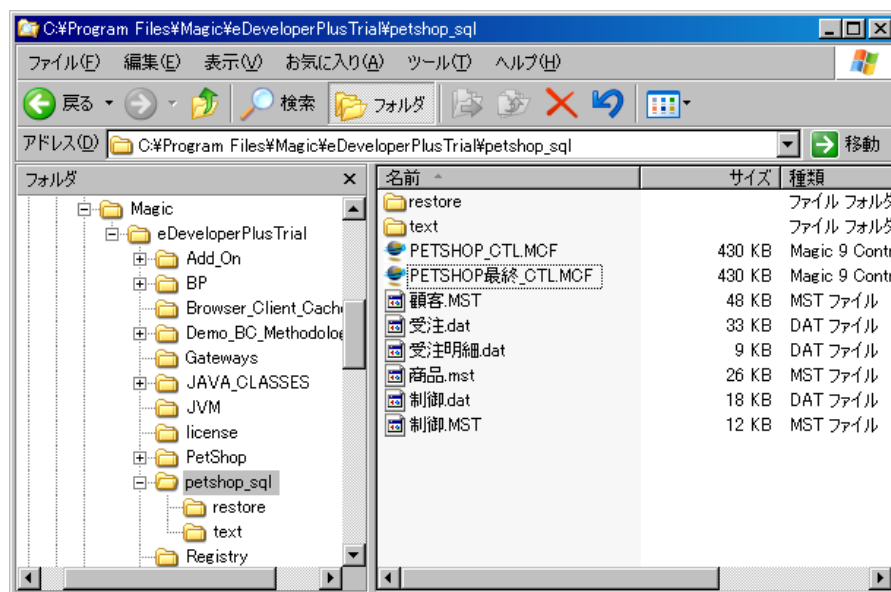 C:¥Program Files¥Magic¥eDeveloperPlusTrial¥petshop_sql
ファイル(F) 編集(E) 表示(V) お気に入り(A) ツール(T) ヘルプ(H)
戻る 検索 フォルダ
アドレス(D) C:¥Program Files¥Magic¥eDeveloperPlusTrial¥petshop_sql 移動
フォルダ
Magic
eDeveloperPlusTrial
Add_On
BP
Browser_Client_Cach
Demo_BC_Methodolo
Gateways
JAVA_CLASSES
JVM
license
PetShop
petshop_sql
restore
text
Registry
名前 サイズ 種類
restore ファイル フォルダ
text ファイル フォルダ
PETSHOP_CTL.MCF 430 KB Magic 9 Contr
PETSHOP最終_CTL.MCF 430 KB Magic 9 Contr
顧客.MST 48 KB MST ファイル
受注.dat 33 KB DAT ファイル
受注明細.dat 9 KB DAT ファイル
商品.mst 26 KB MST ファイル
制御.dat 18 KB DAT ファイル
制御.MST 12 KB MST ファイル